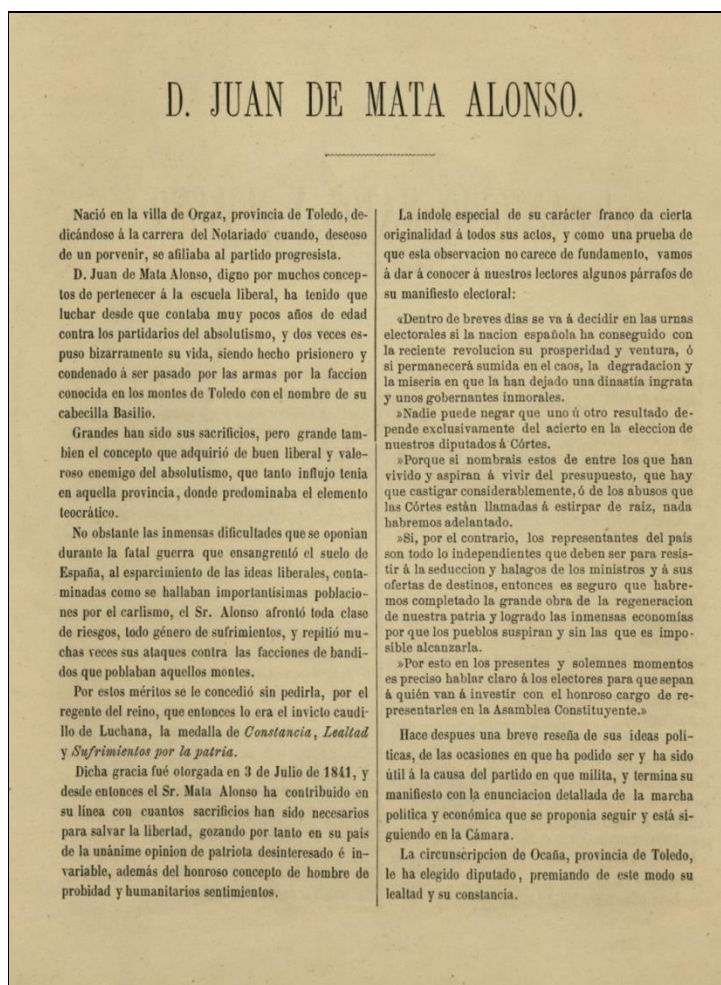 D. JUAN DE MATA ALONSO.
Nació en la villa de Orgaz, provincia de Toledo, de-
dicándose á la carrera del Notariado cuando, deseoso
de un porvenir, se afiliaba al partido progresista.
D. Juan de Mata Alonso, digno por muchos concep-
tos de pertenecer á la escuela liberal, ha tenido que
luchar desde que contaba muy pocos años de edad
contra los partidarios del absolutismo, y dos veces es-
puso bizarramente su vida, siendo hecho prisionero y
condenado á ser pasado por las armas por la faccion
conocida en los montes de Toledo con el nombre de su
cabecilla Basilio.
Grandes han sido sus sacrificios, pero grande tam-
bien el concepto que adquirió de buen liberal y vale-
roso enemigo del absolutismo, que tanto influjo tenia
en aquella provincia, donde predominaba el elemento
teocrático.
No obstante las inmensas dificultades que se oponian
durante la fatal guerra que ensangrentó el suelo de
España, al esparcimiento de las ideas liberales, conta-
minadas como se hallaban importantísimas poblacio-
nes por el carlismo, el Sr. Alonso afrontó toda clase
de riesgos, todo género de sufrimientos, y repitió mu-
chas veces sus ataques contra las facciones de bandi-
dos que poblaban aquellos montes.
Por estos méritos se le concedió sin pedirla, por el
regente del reino, que entonces lo era el invicto caudi-
llo de Luchana, la medalla de Constancia, Lealtad
y Sufrimientos por la patria.
Dicha gracia fué otorgada en 3 de Julio de 1841, y
desde entonces el Sr. Mata Alonso ha contribuido en
su línea con cuantos sacrificios han sido necesarios
para salvar la libertad, gozando por tanto en su pais
de la unánime opinion de patriota desinteresado é in-
variable, además del honroso concepto de hombre de
probidad y humanitarios sentimientos.
La índole especial de su carácter franco da cierta
originalidad á todos sus actos, y como una prueba de
que esta observacion no carece de fundamento, vamos
á dar á conocer á nuestros lectores algunos párrafos de
su manifiesto electoral:
«Dentro de breves dias se va á decidir en las urnas
electorales si la nacion española ha conseguido con
la reciente revolucion su prosperidad y ventura, ó
si permanecerá sumida en el caos, la degradacion y
la miseria en que la han dejado una dinastía ingrata
y unos gobernantes inmorales.
»Nadie puede negar que uno ú otro resultado de-
pende exclusivamente del acierto en la eleccion de
nuestros diputados á Córtes.
»Porque si nombrais estos de entre los que han
vivido y aspiran á vivir del presupuesto, que hay
que castigar considerablemente, ó de los abusos que
las Córtes están llamadas á estirpar de raiz, nada
habremos adelantado.
»Si, por el contrario, los representantes del país
son todo lo independientes que deben ser para resis-
tir á la seduccion y halagos de los ministros y á sus
ofertas de destinos, entonces es seguro que habre-
mos completado la grande obra de la regeneracion
de nuestra patria y logrado las inmensas economías
por que los pueblos suspiran y sin las que es impo-
sible alcanzarla.
»Por esto en los presentes y solemnes momentos
es preciso hablar claro á los electores para que sepan
á quién van á investir con el honroso cargo de re-
presentarles en la Asamblea Constituyente.»
Hace despues una breve reseña de sus ideas polí-
ticas, de las ocasiones en que ha podido ser y ha sido
útil á la causa del partido en que milita, y termina su
manifiesto con la enunciacion detallada de la marcha
política y económica que se proponia seguir y está si-
guiendo en la Cámara.
La circunscripcion de Ocaña, provincia de Toledo,
le ha elegido diputado, premiando de este modo su
lealtad y su constancia.